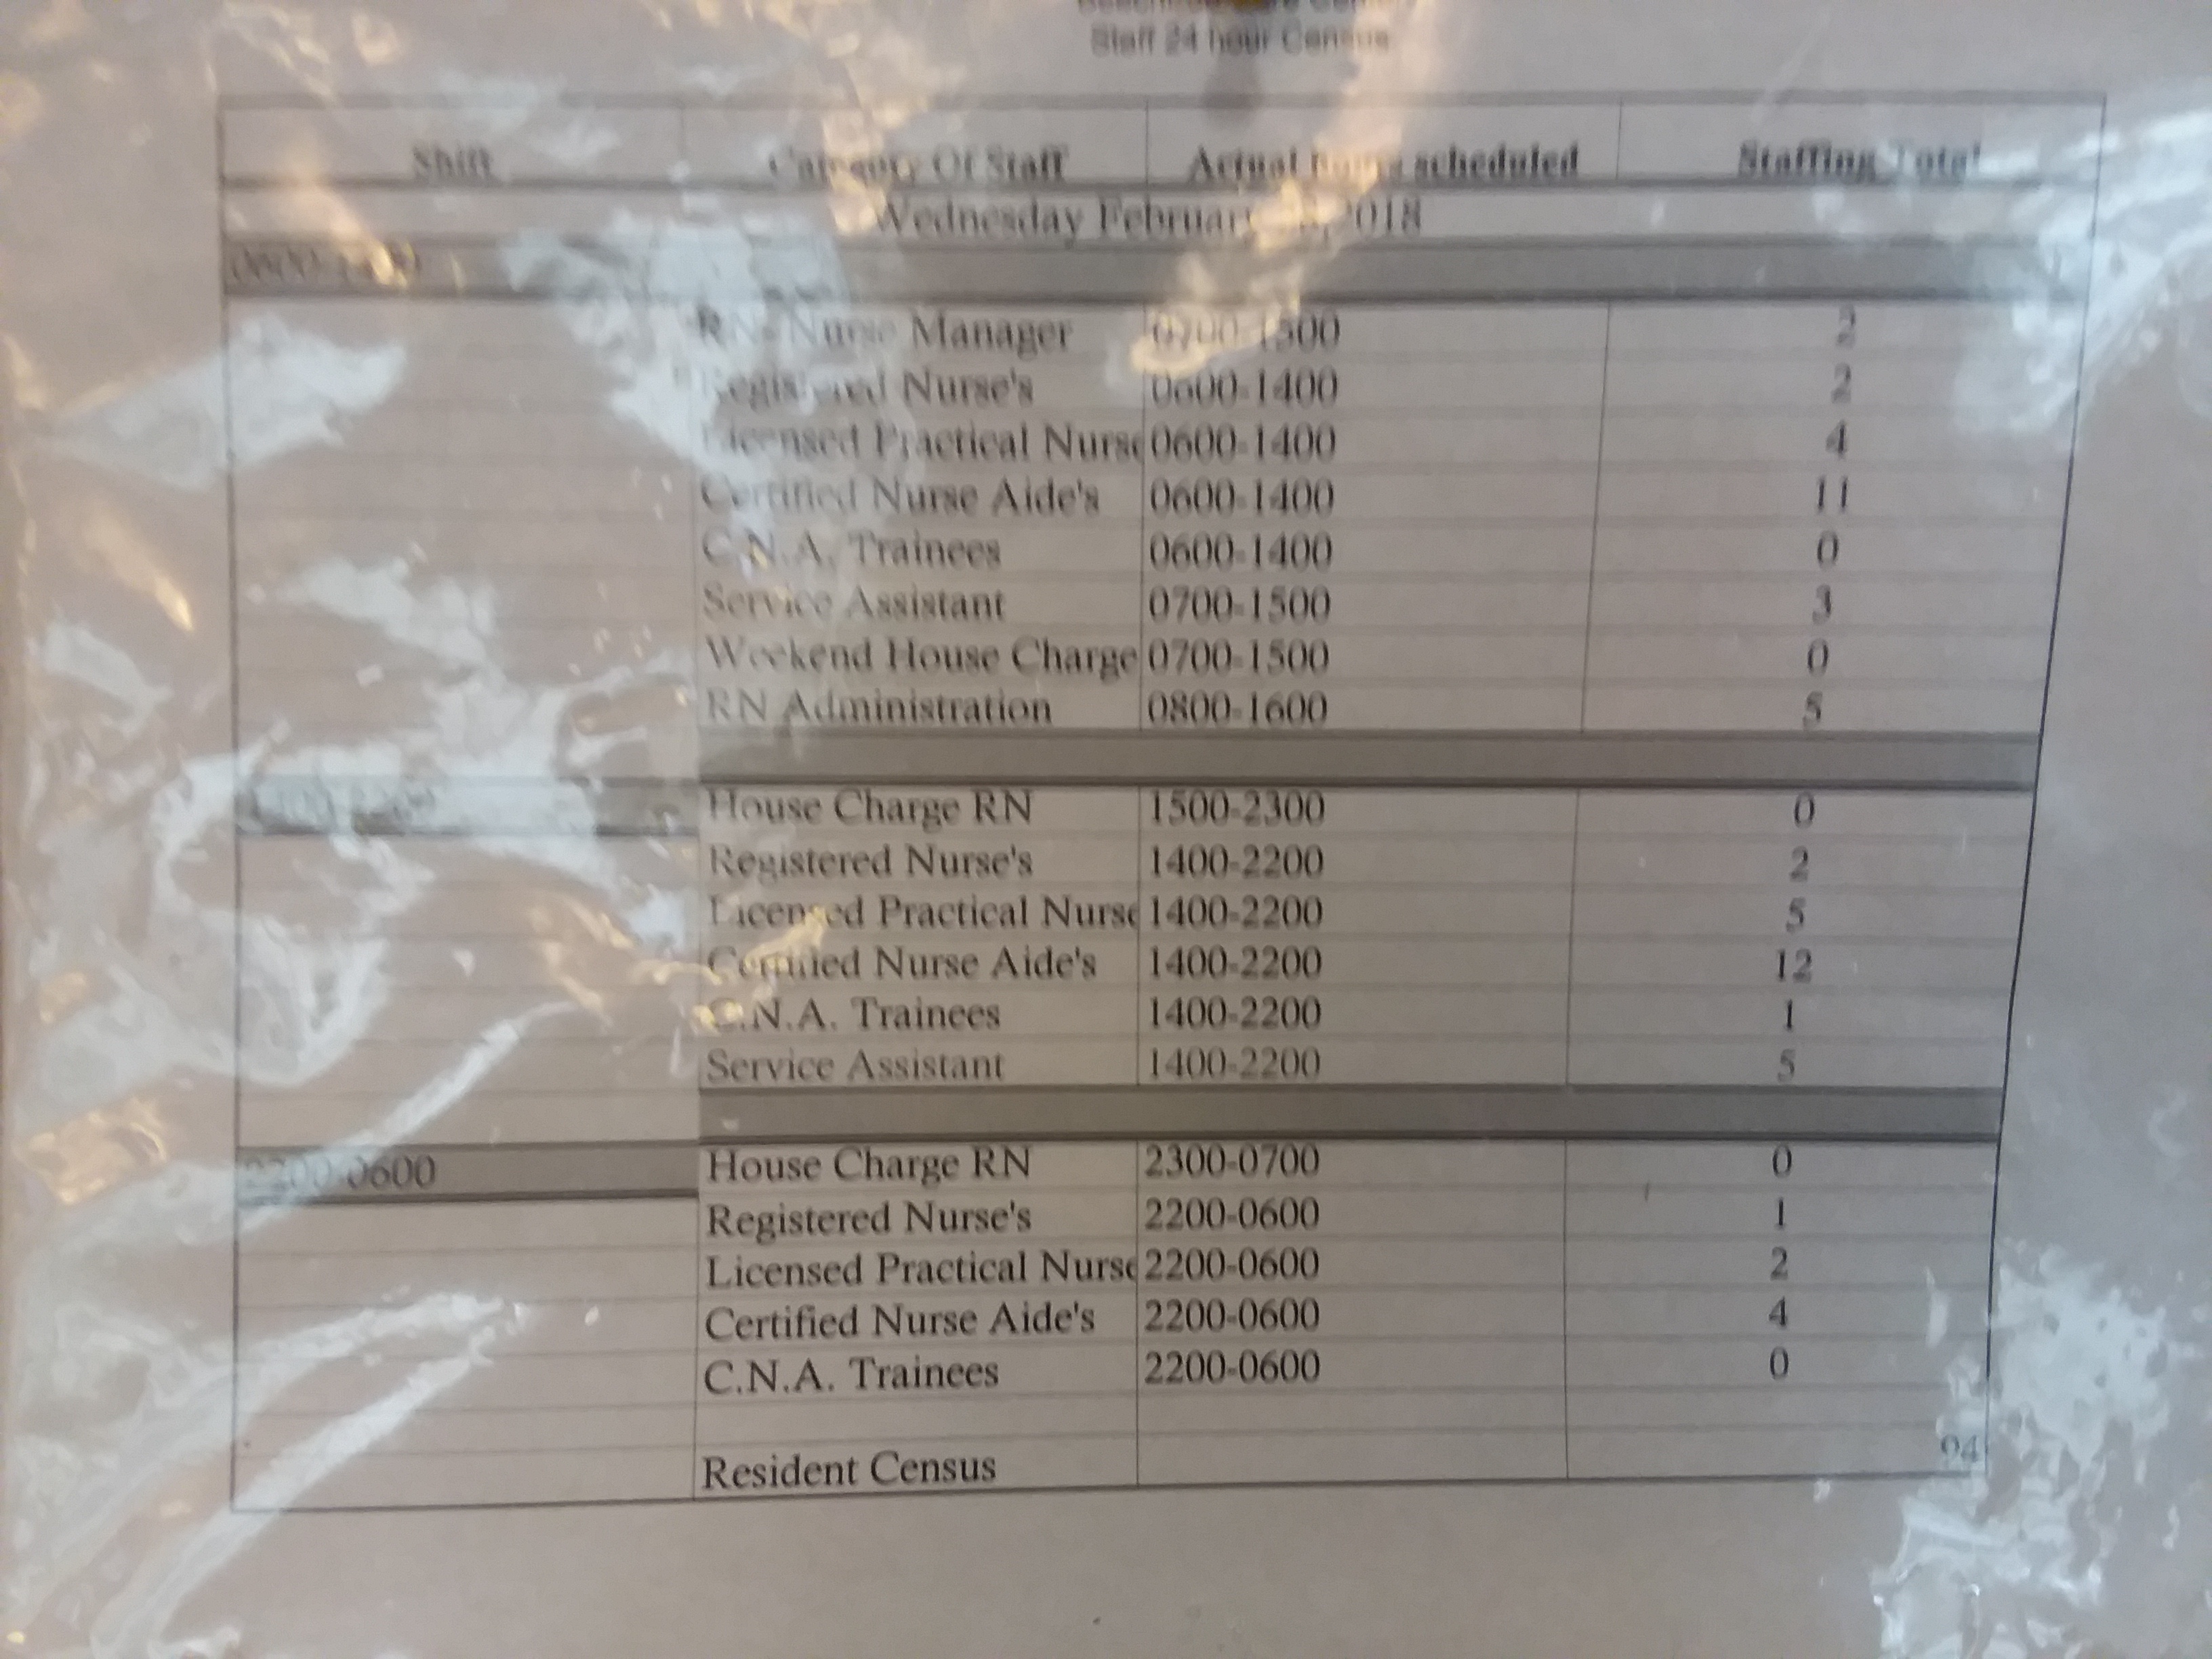 Staff 24 hour Census
Shift Category Of Staff Actual hours scheduled Staffing Total
Wednesday February 2018
0600-1400
RN Nurse Manager 0700-1500 2
Registered Nurse's 0600-1400 2
Licensed Practical Nurse 0600-1400 4
Certified Nurse Aide's 0600-1400 11
C.N.A. Trainees 0600-1400 0
Service Assistant 0700-1500 3
Weekend House Charge 0700-1500 0
RN Administration 0800-1600 5
1400-2200 House Charge RN 1500-2300 0
Registered Nurse's 1400-2200 2
Licensed Practical Nurse 1400-2200 5
Certified Nurse Aide's 1400-2200 12
C.N.A. Trainees 1400-2200 1
Service Assistant 1400-2200 5
2200-0600 House Charge RN 2300-0700 0
Registered Nurse's 2200-0600 1
Licensed Practical Nurse 2200-0600 2
Certified Nurse Aide's 2200-0600 4
C.N.A. Trainees 2200-0600 0
Resident Census 94